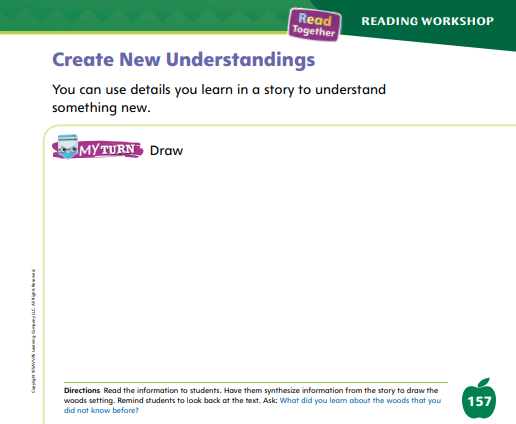 Read
Together
READING WORKSHOP
Create New Understandings
You can use details you learn in a story to understand
something new.
MY TURN Draw
Copyright © SAVVAS Learning Company LLC. All Rights Reserved.
Directions Read the information to students. Have them synthesize information from the story to draw the
woods setting. Remind students to look back at the text. Ask: What did you learn about the woods that you
did not know before?
157